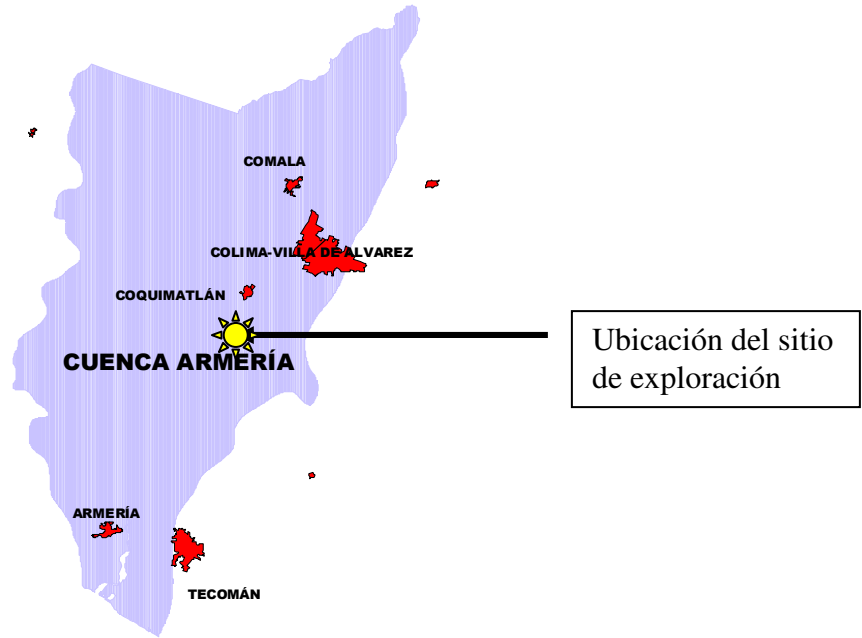 COMALA
COLIMA-VILLA DE ALVAREZ
COQUIMATLÁN
CUENCA ARMERÍA
Ubicación del sitio
de exploración
ARMERÍA
TECOMÁN